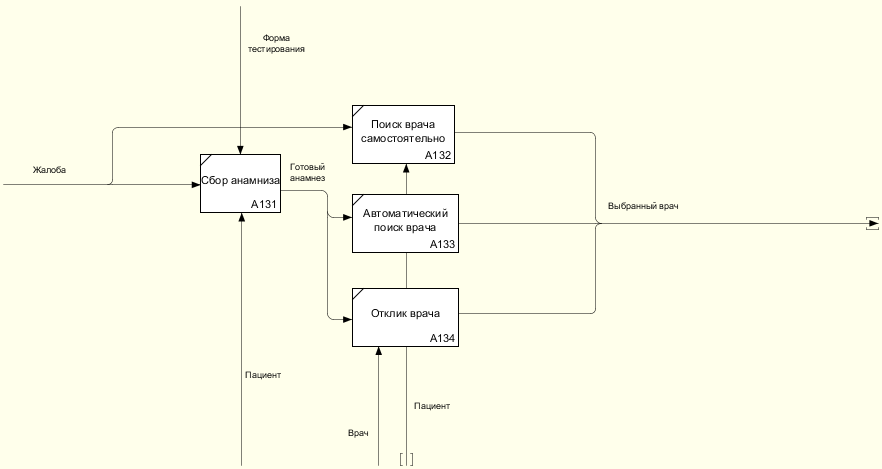 Форма
тестирования
Поиск врача
самостоятельно
A132
Жалоба
Сбор анамниза
A131
Готовый
анамнез
Автоматический
поиск врача
A133
Выбранный врач
Отклик врача
A134
Пациент
Врач
Пациент